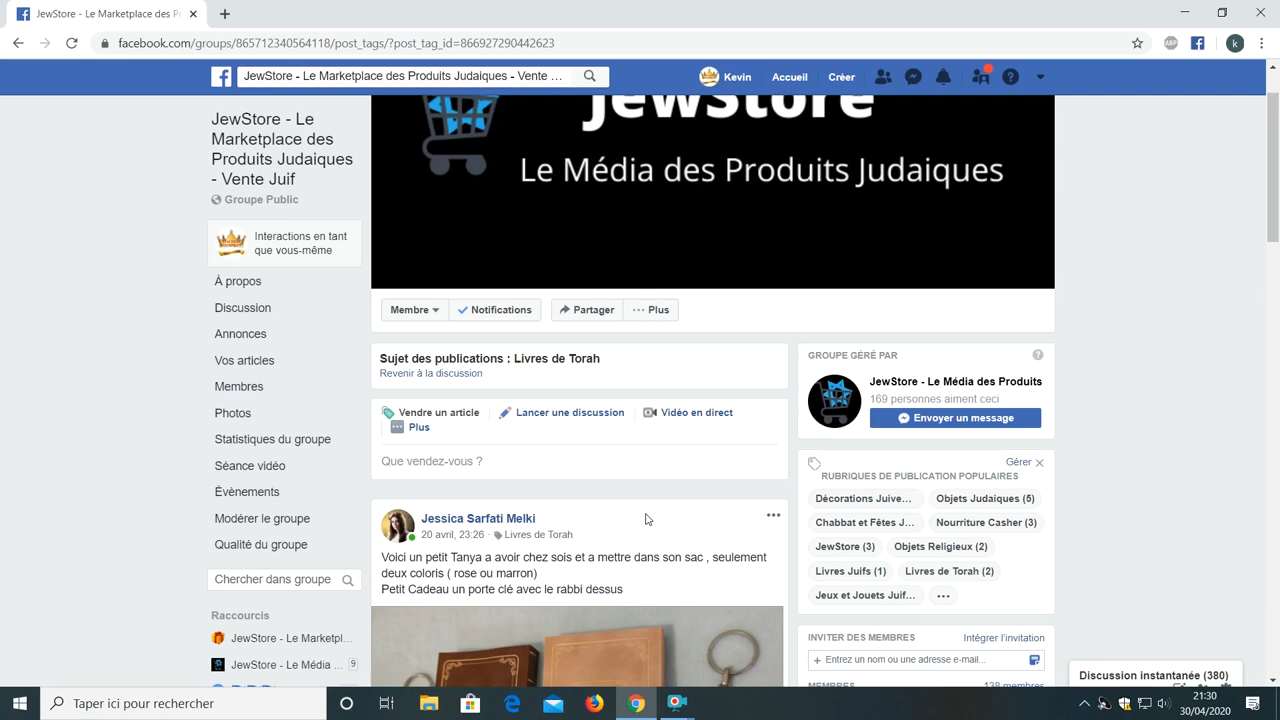 JewStore - Le Marketplace des P
facebook.com/groups/865712340564118/post_tags/?post_tag_id=866927290442623
ABP
k
JewStore - Le Marketplace des Produits Judaiques - Vente ...
Kevin
Accueil
Créer
JewStore - Le
Marketplace des
Produits Judaiques
- Vente Juif
Groupe Public
Interactions en tant
que vous-même
À propos
Discussion
Annonces
Vos articles
Membres
Photos
Statistiques du groupe
Séance vidéo
Évènements
Modérer le groupe
Qualité du groupe
Chercher dans groupe
Raccourcis
JewStore - Le Marketpl...
JewStore - Le Média ... 9
JewStore
Le Média des Produits Judaiques
Membre
Notifications
Partager
Plus
Sujet des publications : Livres de Torah
Revenir à la discussion
Vendre un article
Lancer une discussion
Vidéo en direct
Plus
Que vendez-vous ?
Jessica Sarfati Melki
20 avril, 23:26 · Livres de Torah
Voici un petit Tanya a avoir chez sois et a mettre dans son sac , seulement
deux coloris ( rose ou marron)
Petit Cadeau un porte clé avec le rabbi dessus
GROUPE GÉRÉ PAR
JewStore - Le Média des Produits
169 personnes aiment ceci
Envoyer un message
Gérer
RUBRIQUES DE PUBLICATION POPULAIRES
Décorations Juive...
Objets Judaiques (5)
Chabbat et Fêtes J...
Nourriture Casher (3)
JewStore (3)
Objets Religieux (2)
Livres Juifs (1)
Livres de Torah (2)
Jeux et Jouets Juif...
INVITER DES MEMBRES
Intégrer l'invitation
Entrez un nom ou une adresse e-mail...
MEMBRES
138 membres
Discussion instantanée (380)
Taper ici pour rechercher
21:30
30/04/2020